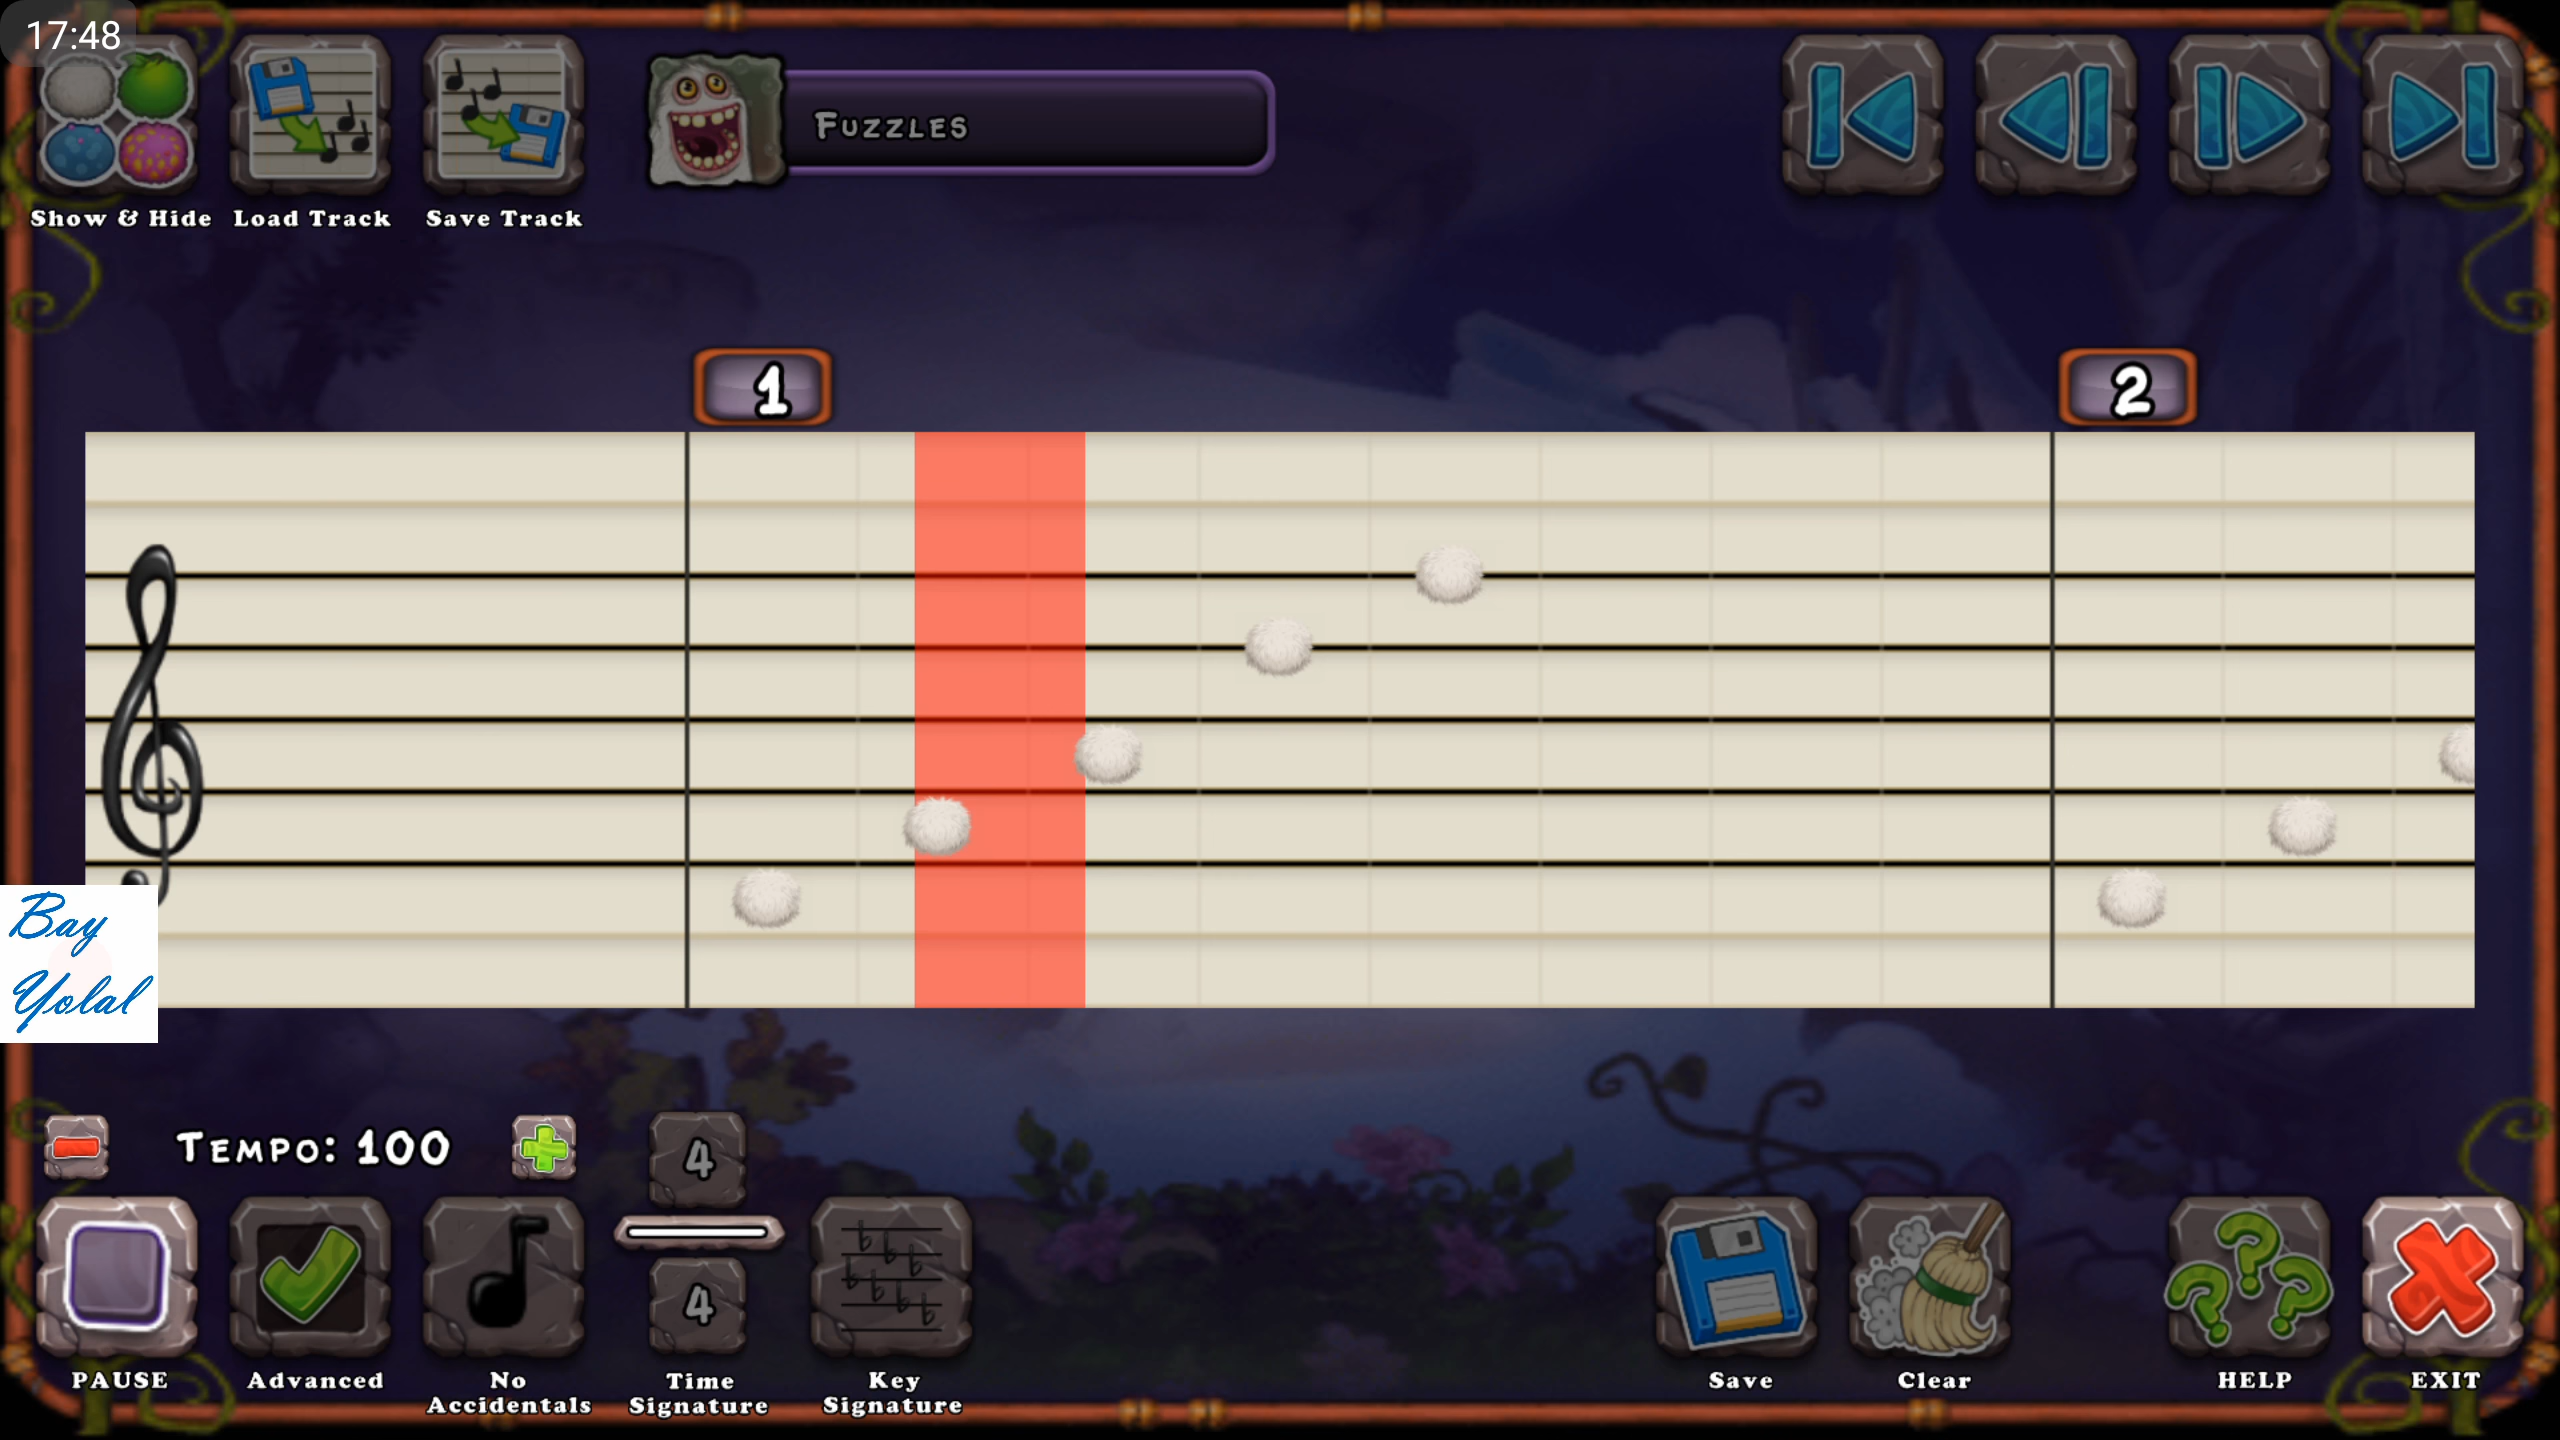 17:48
Show & Hide
Load Track
Save Track
Fuzzles
1
2
Bay
Yolal
Tempo: 100
4
4
PAUSE
Advanced
No
Accidentals
Time
Signature
Key
Signature
Save
Clear
HELP
EXIT